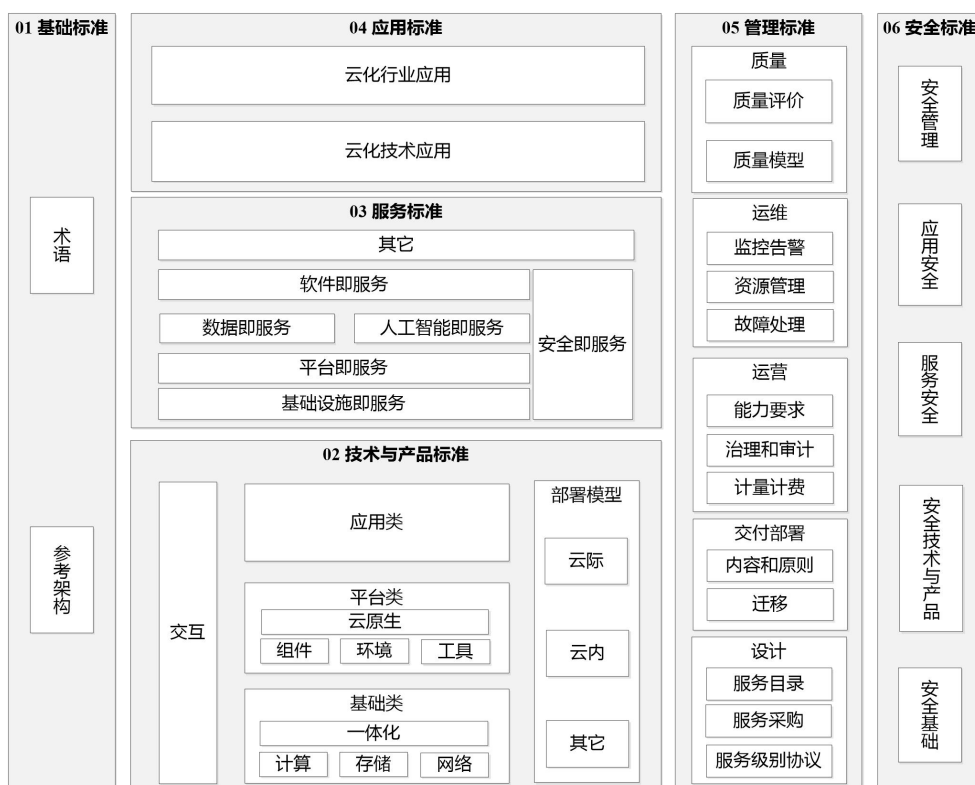 01 基础标准
术语
参考架构
04 应用标准
云化行业应用
云化技术应用
03 服务标准
其它
软件即服务
数据即服务
人工智能即服务
平台即服务
基础设施即服务
安全即服务
02 技术与产品标准
交互
应用类
平台类
云原生
组件
环境
工具
基础类
一体化
计算
存储
网络
部署模型
云际
云内
其它
05 管理标准
质量
质量评价
质量模型
运维
监控告警
资源管理
故障处理
运营
能力要求
治理和审计
计量计费
交付部署
内容和原则
迁移
设计
服务目录
服务采购
服务级别协议
06 安全标准
安全管理
应用安全
服务安全
安全技术与产品
安全基础